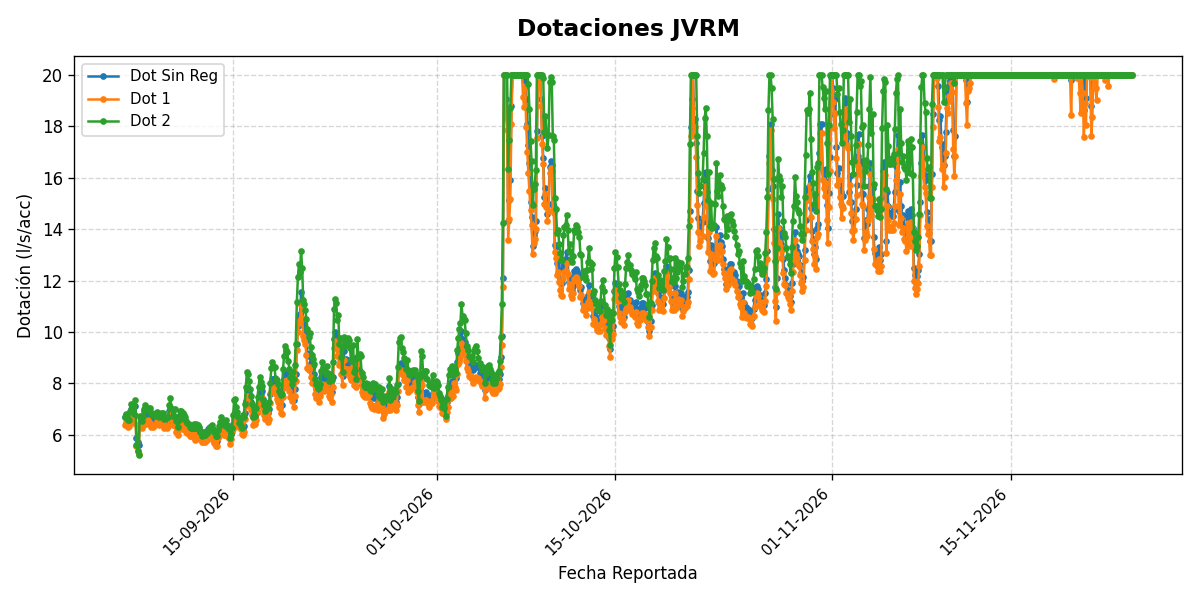 Dotaciones JVRM
Dot Sin Reg
Dot 1
Dot 2
Dotación (l/s/acc)
20
18
16
14
12
10
8
6
15-09-2026
01-10-2026
15-10-2026
01-11-2026
15-11-2026
Fecha Reportada